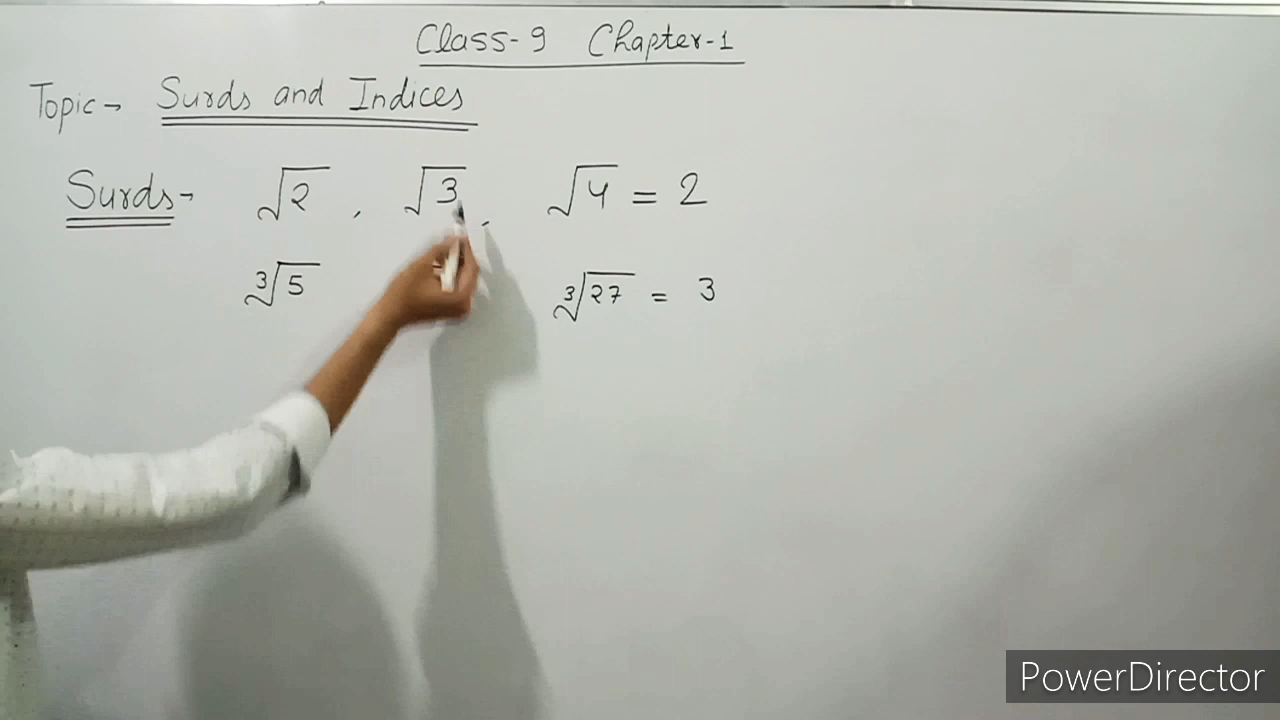 Class-9 Chapter-1
Topic→ Surds and Indices
Surds- √2 , √3 , √4 = 2
∛5 ∛27 = 3
PowerDirector